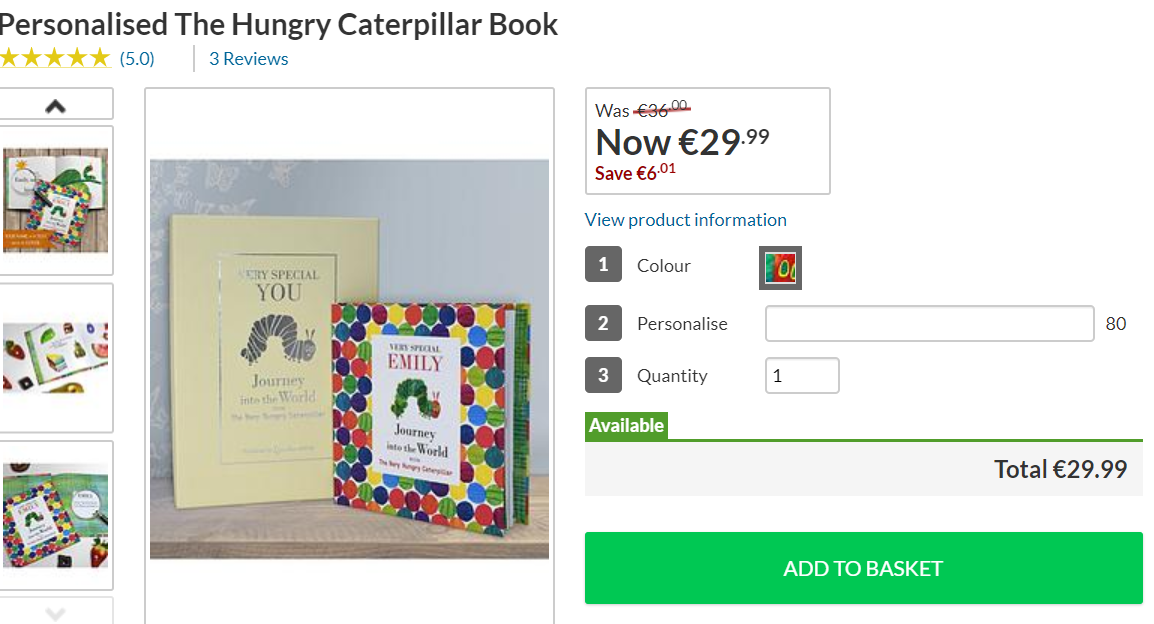 Personalised The Hungry Caterpillar Book
(5.0)
3 Reviews
VERY SPECIAL
YOU
Journey
into the World
The Very Hungry Caterpillar
VERY SPECIAL
EMILY
Journey
into the World
WITH
The Very Hungry Caterpillar
Was €36.00
Now €29.99
Save €6.01
View product information
1 Colour
2 Personalise 80
3 Quantity 1
Available
Total €29.99
ADD TO BASKET